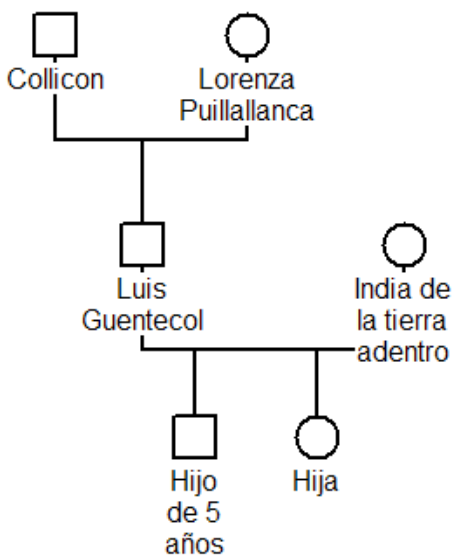 Collicon
Lorenza
Puillallanca
Luis
Guentecol
India de
la tierra
adentro
Hijo
de 5
años
Hija